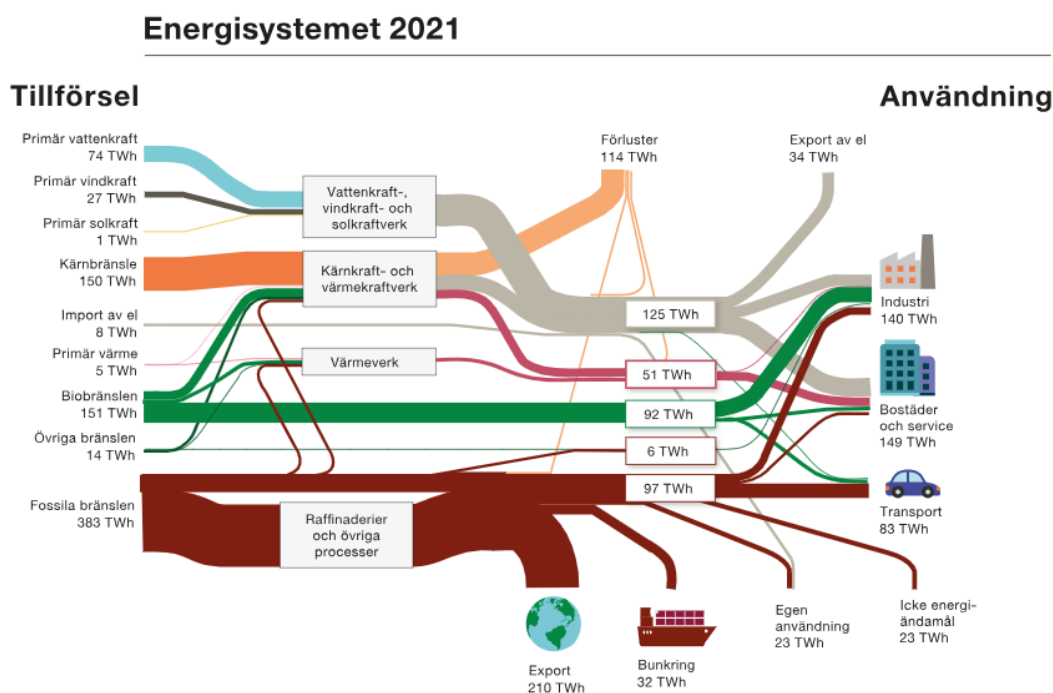 Energisystemet 2021
Tillförsel
Användning
Primär vattenkraft
74 TWh
Primär vindkraft
27 TWh
Primär solkraft
1 TWh
Kärnbränsle
150 TWh
Import av el
8 TWh
Primär värme
5 TWh
Biobränslen
151 TWh
Övriga bränslen
14 TWh
Fossila bränslen
383 TWh
Vattenkraft-,
vindkraft- och
solkraftverk
Kärnkraft- och
värmekraftverk
Värmeverk
Raffinaderier
och övriga
processer
Förluster
114 TWh
Export av el
34 TWh
125 TWh
51 TWh
92 TWh
6 TWh
97 TWh
Industri
140 TWh
Bostäder
och service
149 TWh
Transport
83 TWh
Export
210 TWh
Bunkring
32 TWh
Egen
användning
23 TWh
Icke energi-
ändamål
23 TWh